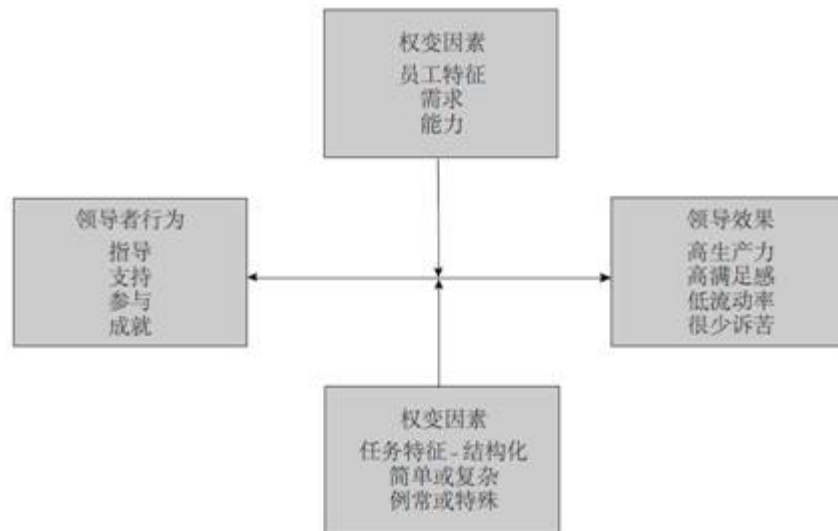 权变因素
员工特征
需求
能力
领导者行为
指导
支持
参与
成就
领导效果
高生产力
高满足感
低流动率
很少诉苦
权变因素
任务特征-结构化
简单或复杂
例常或特殊